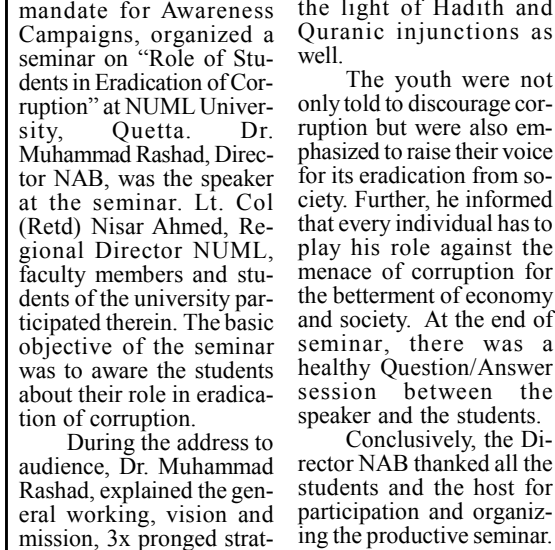 mandate for Awareness
Campaigns, organized a
seminar on “Role of Stu-
dents in Eradication of Cor-
ruption” at NUML Univer-
sity, Quetta. Dr.
Muhammad Rashad, Direc-
tor NAB, was the speaker
at the seminar. Lt. Col
(Retd) Nisar Ahmed, Re-
gional Director NUML,
faculty members and stu-
dents of the university par-
ticipated therein. The basic
objective of the seminar
was to aware the students
about their role in eradica-
tion of corruption.
During the address to
audience, Dr. Muhammad
Rashad, explained the gen-
eral working, vision and
mission, 3x pronged strat-
the light of Hadith and
Quranic injunctions as
well.
The youth were not
only told to discourage cor-
ruption but were also em-
phasized to raise their voice
for its eradication from so-
ciety. Further, he informed
that every individual has to
play his role against the
menace of corruption for
the betterment of economy
and society. At the end of
seminar, there was a
healthy Question/Answer
session between the
speaker and the students.
Conclusively, the Di-
rector NAB thanked all the
students and the host for
participation and organiz-
ing the productive seminar.